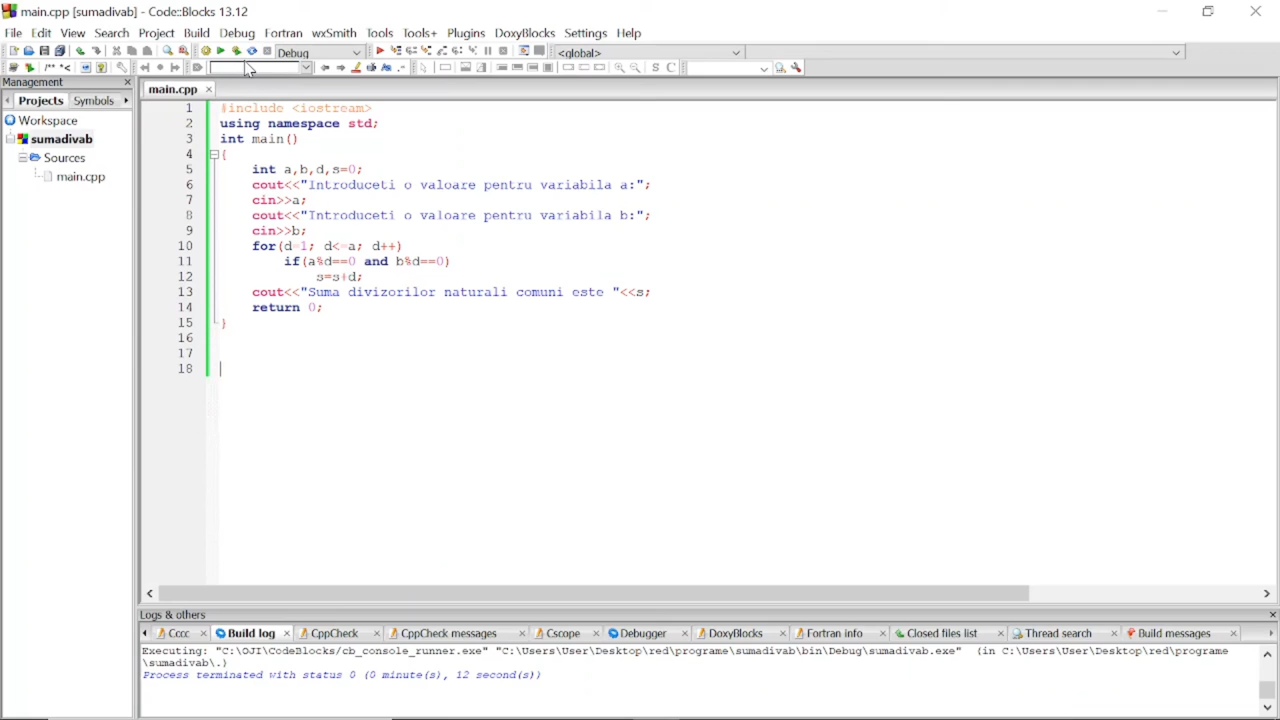 main.cpp [sumadivab] - Code::Blocks 13.12
File Edit View Search Project Build Debug Fortran wxSmith Tools Tools+ Plugins DoxyBlocks Settings Help
Debug <global>
/** *< S C
Management
Projects Symbols
main.cpp
Workspace
sumadivab
Sources
main.cpp
1 #include <iostream>
2 using namespace std;
3 int main()
4 {
5 int a,b,d,s=0;
6 cout<<"Introduceti o valoare pentru variabila a:";
7 cin>>a;
8 cout<<"Introduceti o valoare pentru variabila b:";
9 cin>>b;
10 for(d=1; d<=a; d++)
11 if(a%d==0 and b%d==0)
12 s=s+d;
13 cout<<"Suma divizorilor naturali comuni este "<<s;
14 return 0;
15 }
16
17
18
Logs & others
Cccc Build log CppCheck CppCheck messages Cscope Debugger DoxyBlocks Fortran info Closed files list Thread search Build messages
Executing: "C:\OJI\CodeBlocks/cb_console_runner.exe" "C:\Users\User\Desktop\red\programe\sumadivab\bin\Debug\sumadivab.exe" (in C:\Users\User\Desktop\red\programe
\sumadivab\.)
Process terminated with status 0 (0 minute(s), 12 second(s))